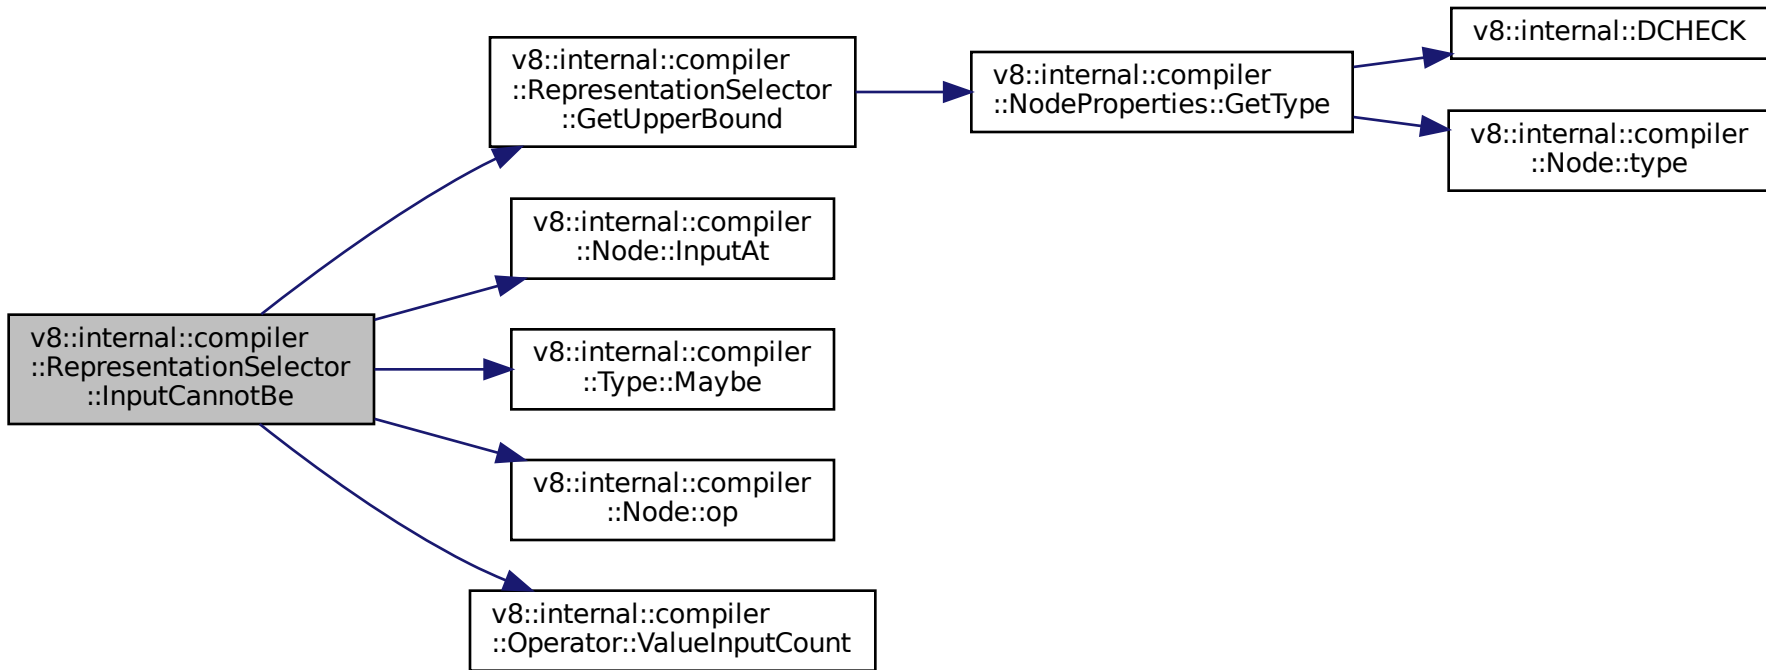 v8::internal::compiler
::RepresentationSelector
::InputCannotBe
v8::internal::compiler
::RepresentationSelector
::GetUpperBound
v8::internal::compiler
::NodeProperties::GetType
v8::internal::DCHECK
v8::internal::compiler
::Node::type
v8::internal::compiler
::Node::InputAt
v8::internal::compiler
::Type::Maybe
v8::internal::compiler
::Node::op
v8::internal::compiler
::Operator::ValueInputCount